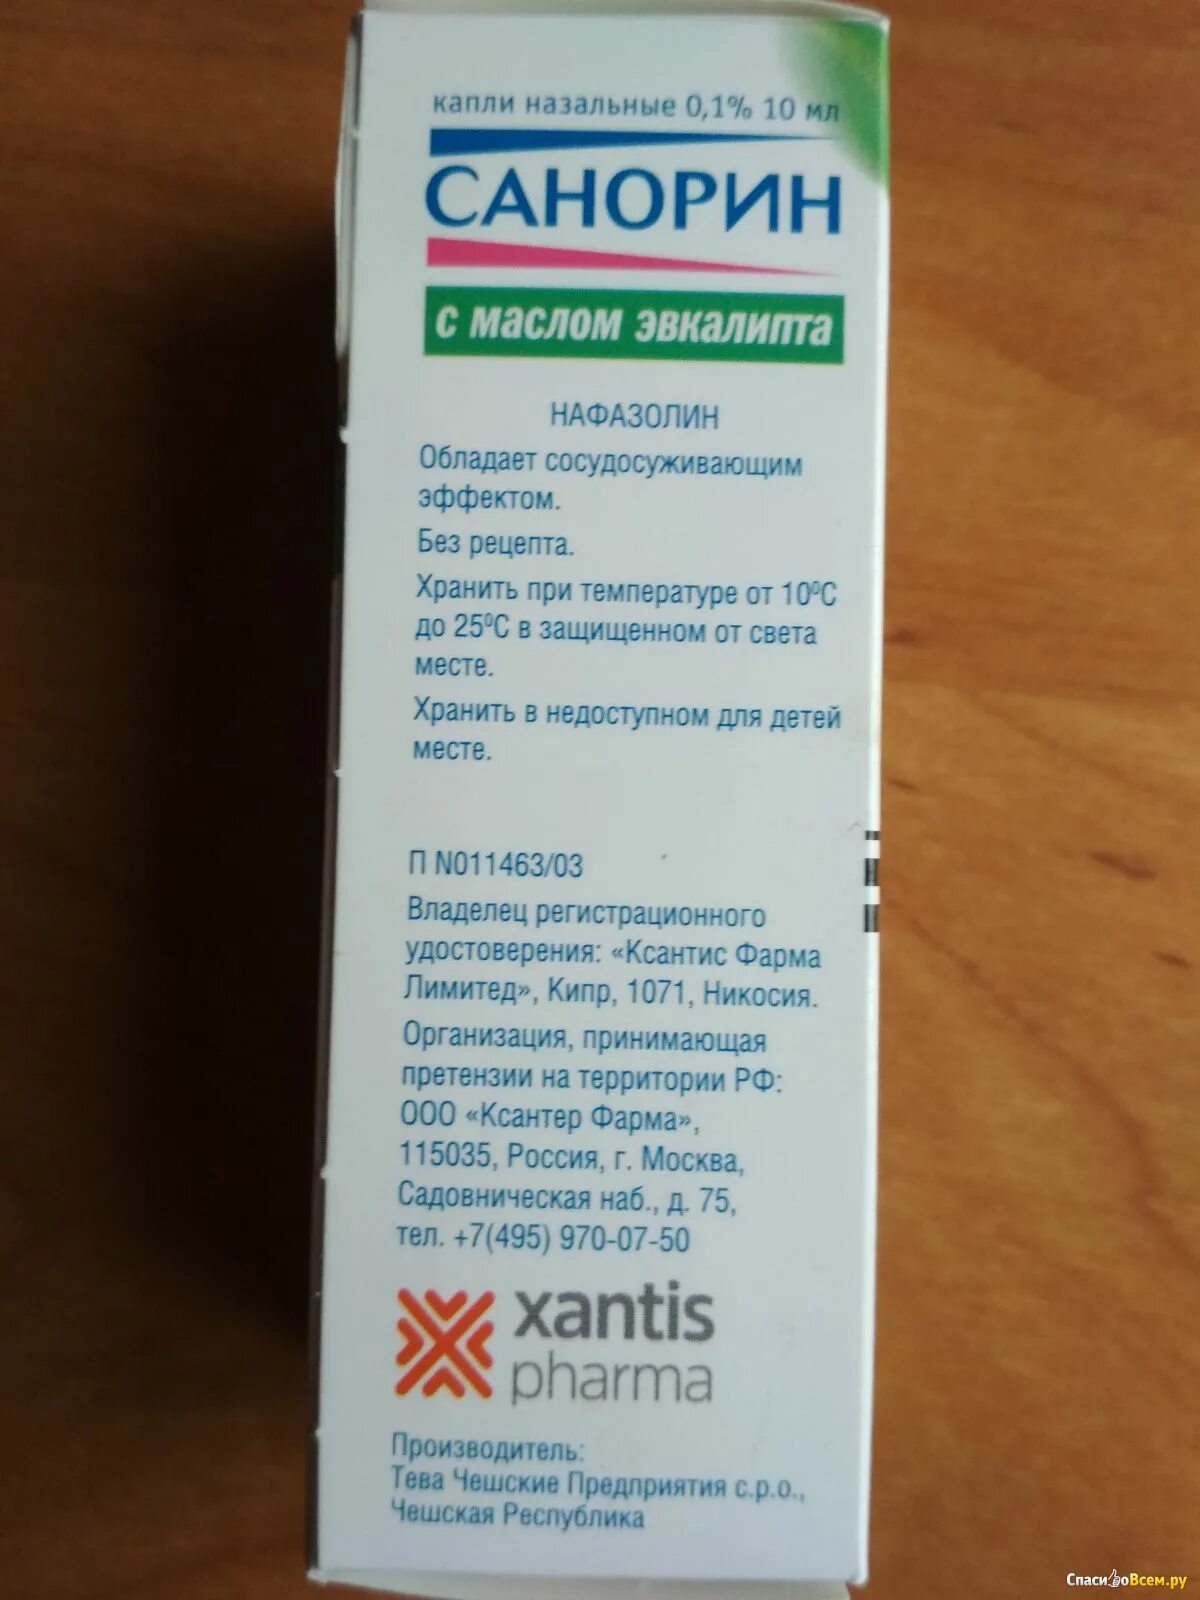 капли назальные 0,1% 10 мл
САНОРИН
с маслом эвкалипта
НАФАЗОЛИН
Обладает сосудосуживающим
эффектом.
Без рецепта.
Хранить при температуре от 10⁰С
до 25⁰С в защищенном от света
месте.
Хранить в недоступном для детей
месте.
П N011463/03
Владелец регистрационного
удостоверения: «Ксантис Фарма
Лимитед», Кипр, 1071, Никосия.
Организация, принимающая
претензии на территории РФ:
ООО «Ксантер Фарма»,
115035, Россия, г. Москва,
Садовническая наб., д. 75,
тел. +7(495) 970-07-50
xantis
pharma
Производитель:
Тева Чешские Предприятия с.р.о.,
Чешская Республика
СпасибоВсем.ру